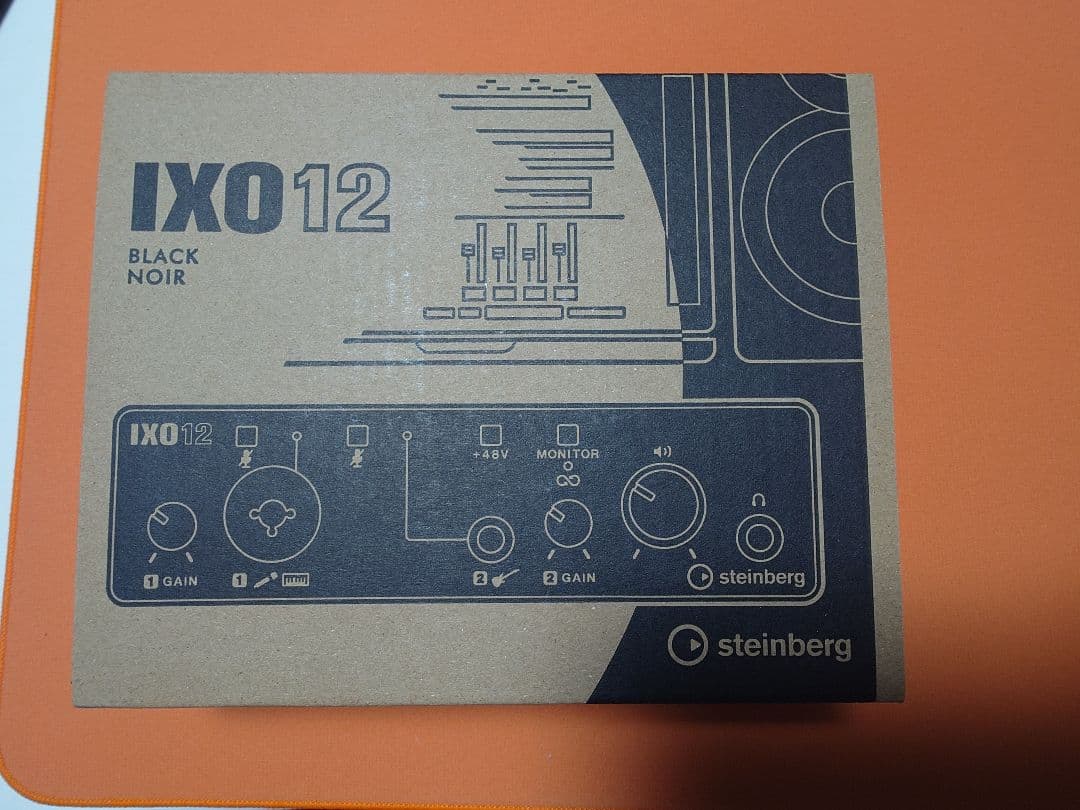 IXO12
BLACK
NOIR
IXO12
+48V
MONITOR
1 GAIN
1
2
2 GAIN
steinberg
steinberg